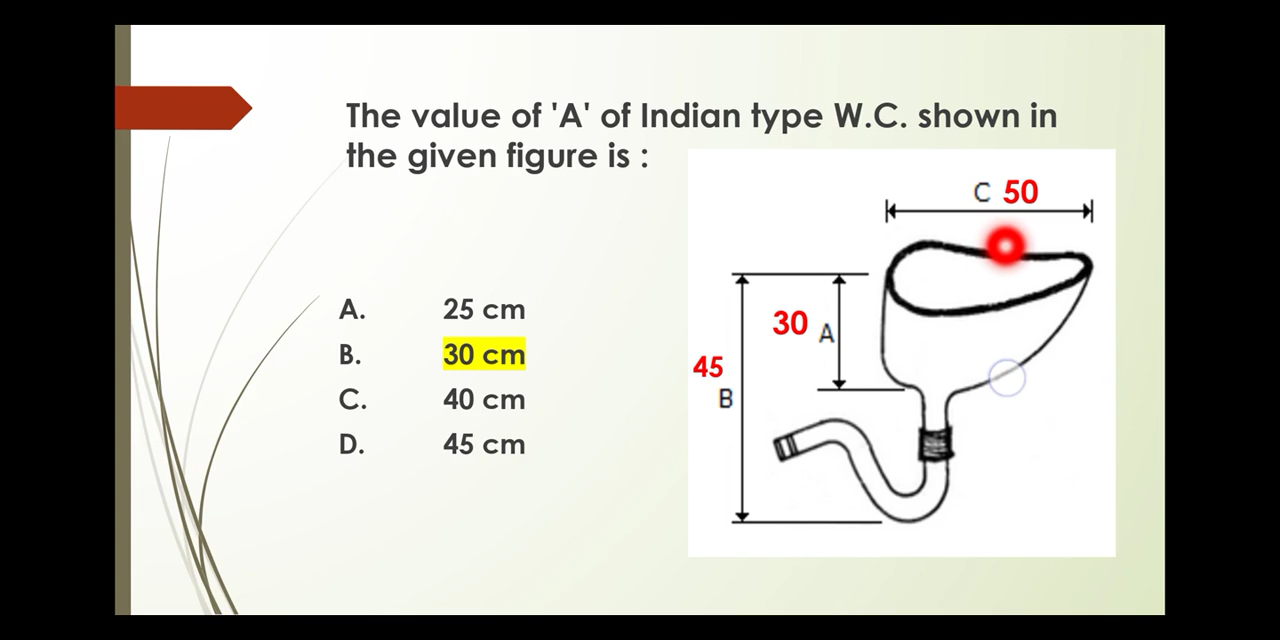 The value of 'A' of Indian type W.C. shown in
the given figure is :
C 50
A. 25 cm
B. 30 cm
C. 40 cm
D. 45 cm
30 A
45
B